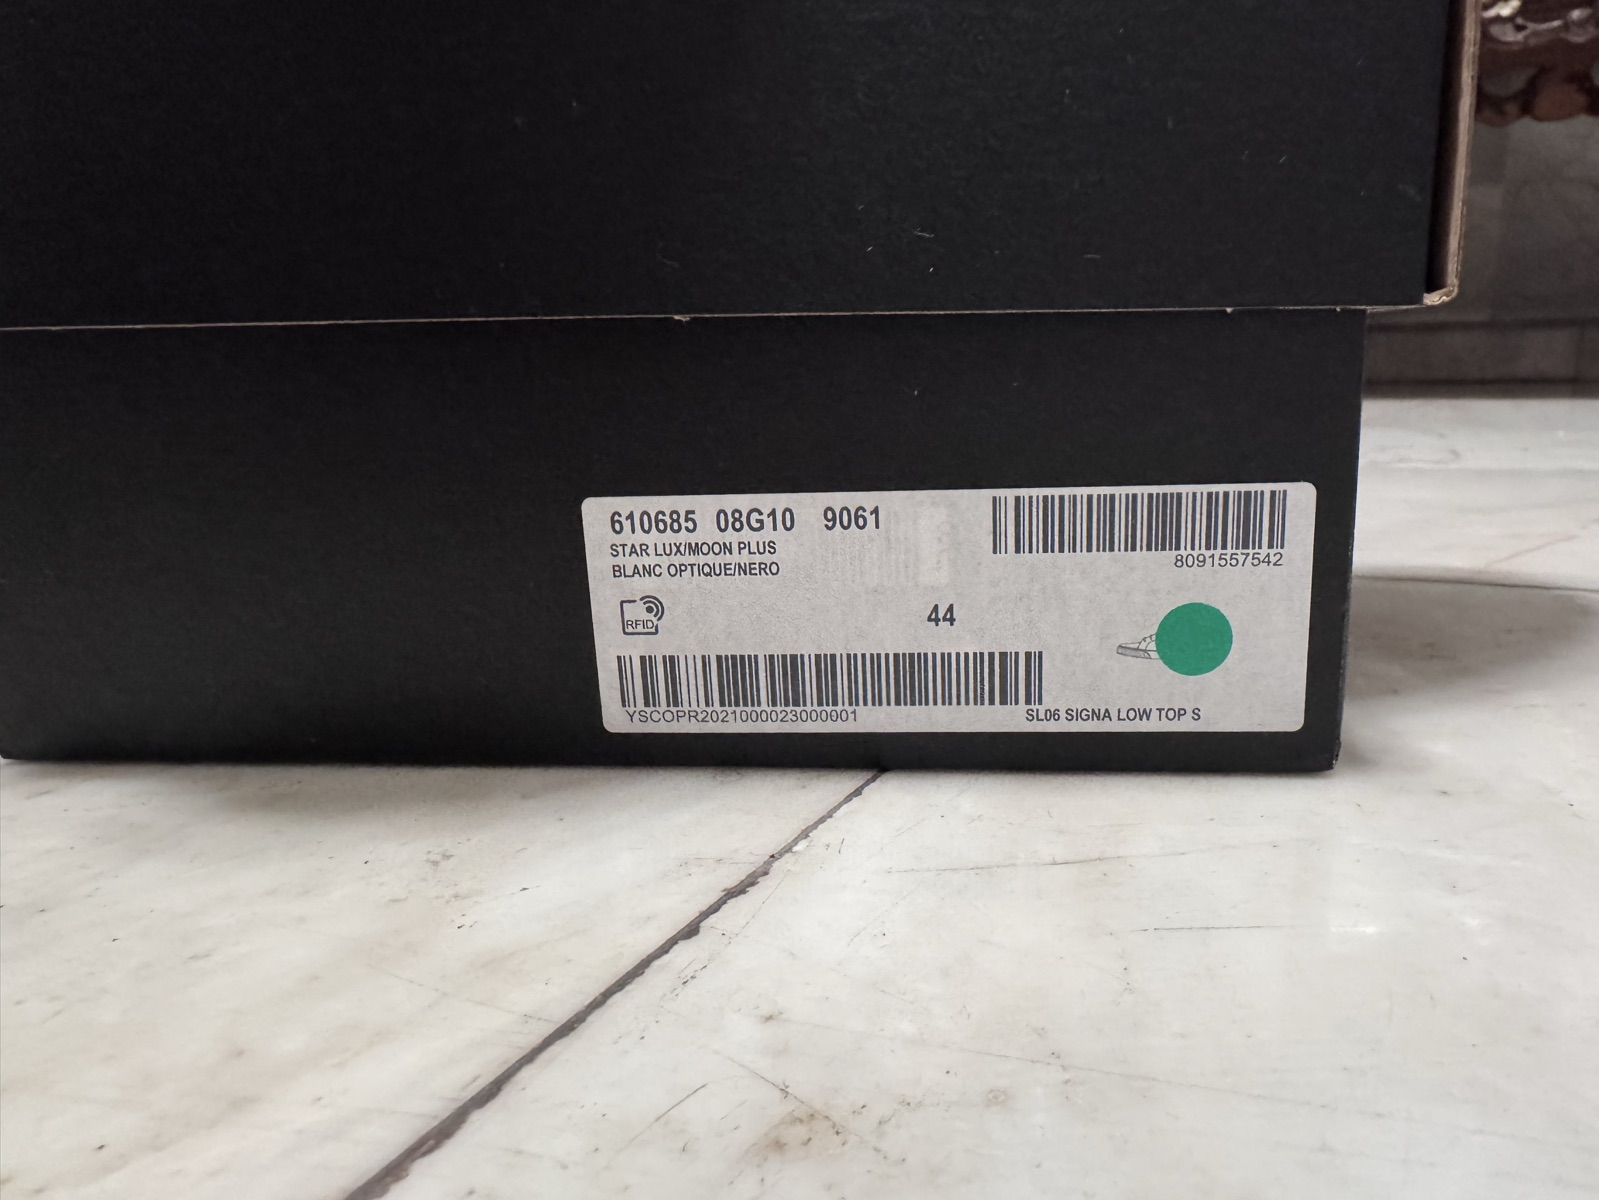 610685 08G10 9061
STAR LUX/MOON PLUS
BLANC OPTIQUE/NERO
8091557542
RFID
44
YSCOPR2021000023000001
SL06 SIGNA LOW TOP S